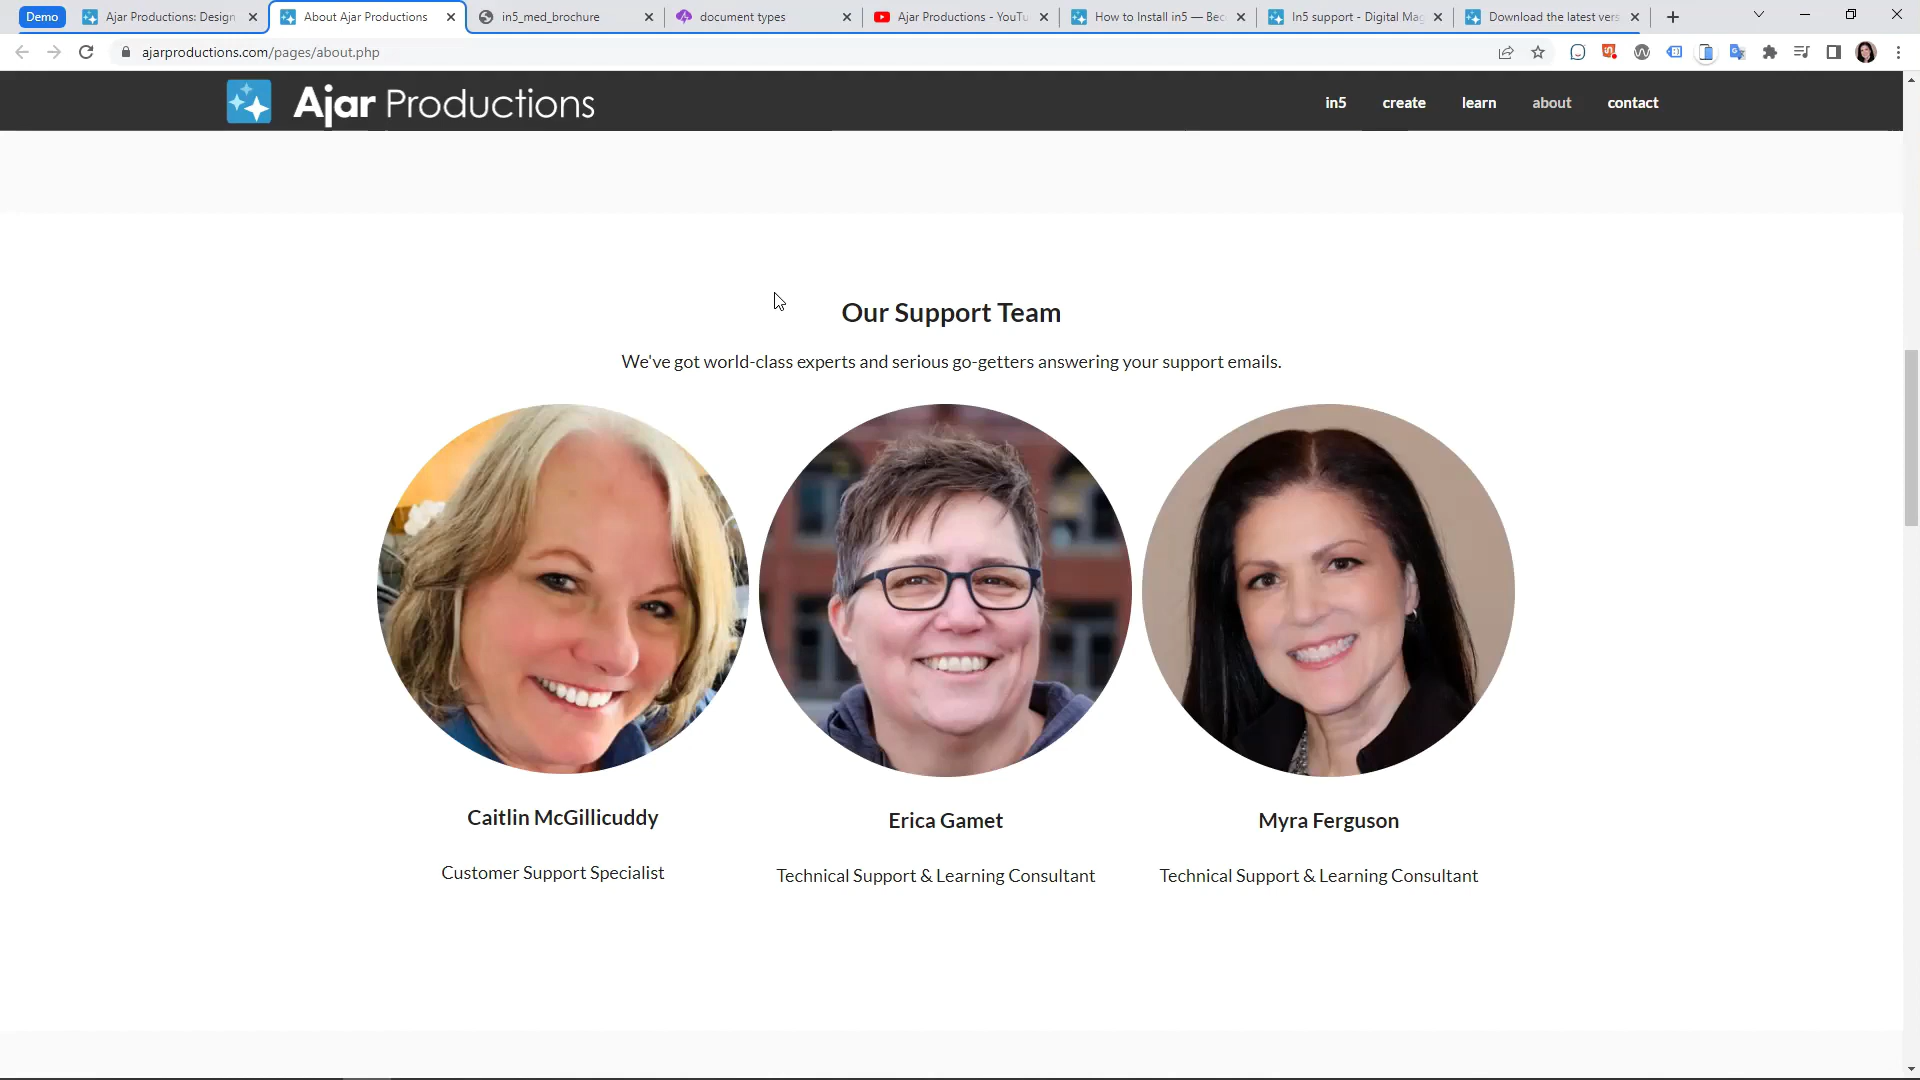 Demo
Ajar Productions: Design
About Ajar Productions
in5_med_brochure
document types
Ajar Productions - YouTu
How to Install in5 — Bec
In5 support - Digital Mag
Download the latest vers
ajarproductions.com/pages/about.php
Ajar Productions
in5
create
learn
about
contact
Our Support Team
We've got world-class experts and serious go-getters answering your support emails.
Caitlin McGillicuddy
Erica Gamet
Myra Ferguson
Customer Support Specialist
Technical Support & Learning Consultant
Technical Support & Learning Consultant